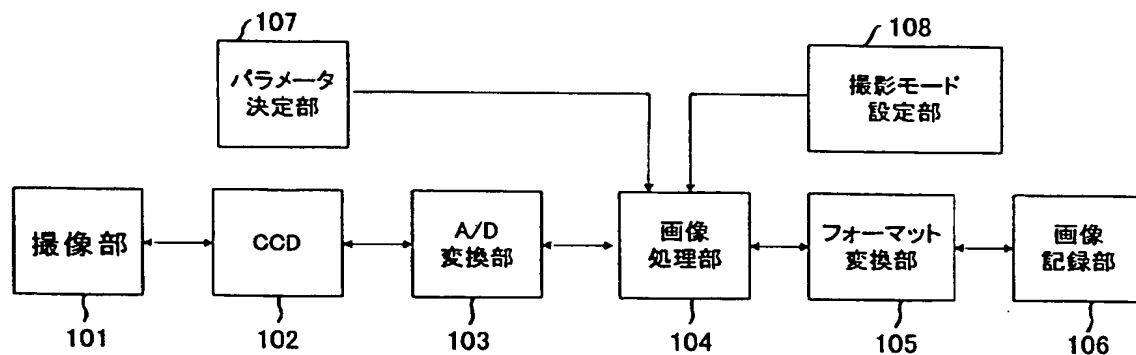 107
パラメータ
決定部
108
撮影モード
設定部
撮像部
CCD
A/D
変換部
画像
処理部
フォーマット
変換部
画像
記録部
101
102
103
104
105
106